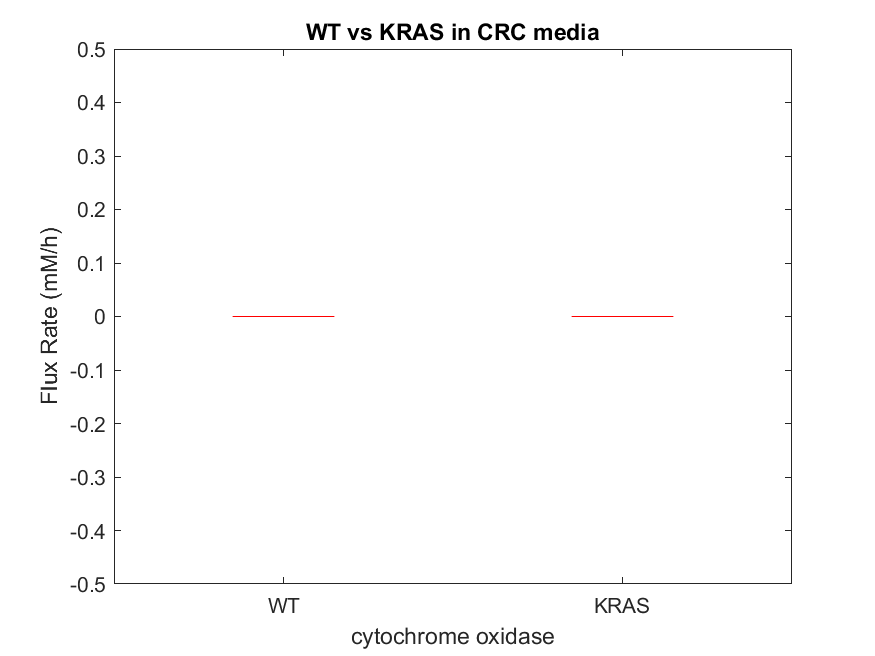 WT vs KRAS in CRC media
0.5
0.4
0.3
0.2
0.1
0
-0.1
-0.2
-0.3
-0.4
-0.5
Flux Rate (mM/h)
WT
KRAS
cytochrome oxidase